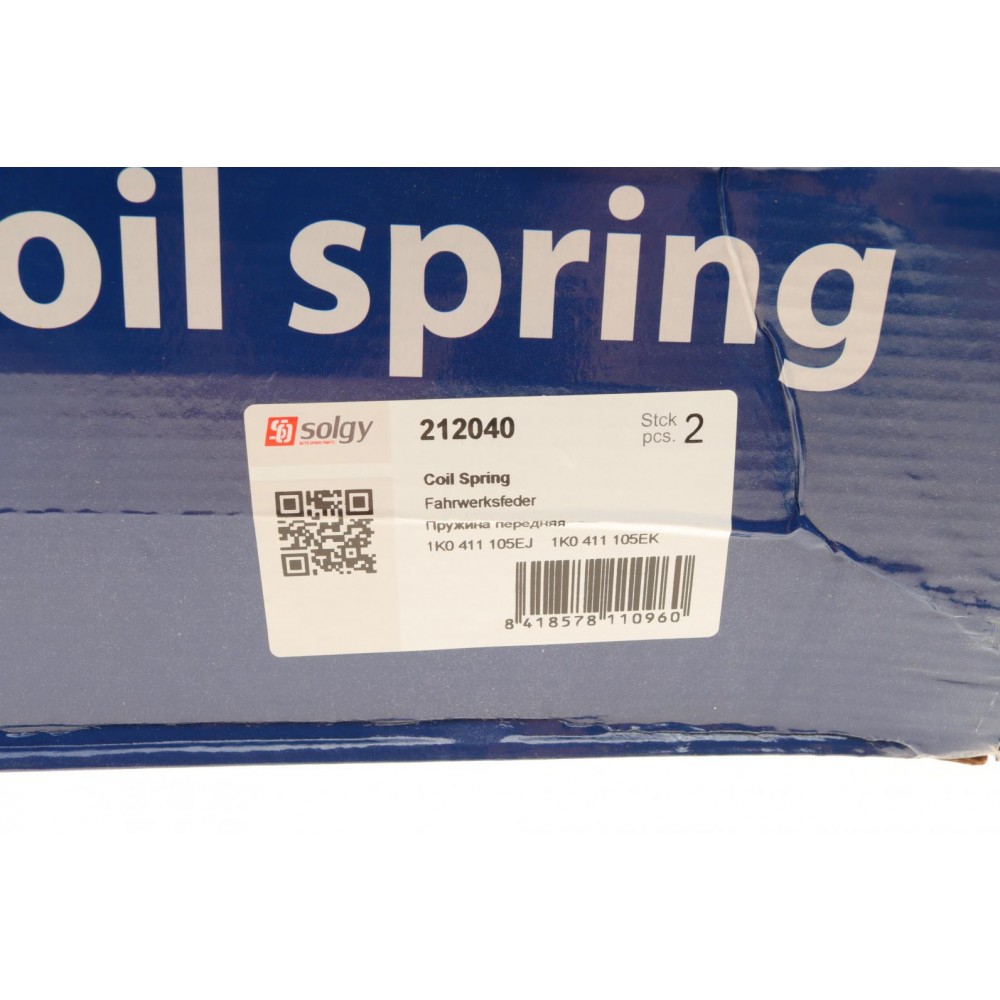 oil spring
solgy
212040
Stck
pcs. 2
Coil Spring
Fahrwerksfeder
Пружина передняя
1K0 411 105EJ 1K0 411 105EK
8 418578 110960